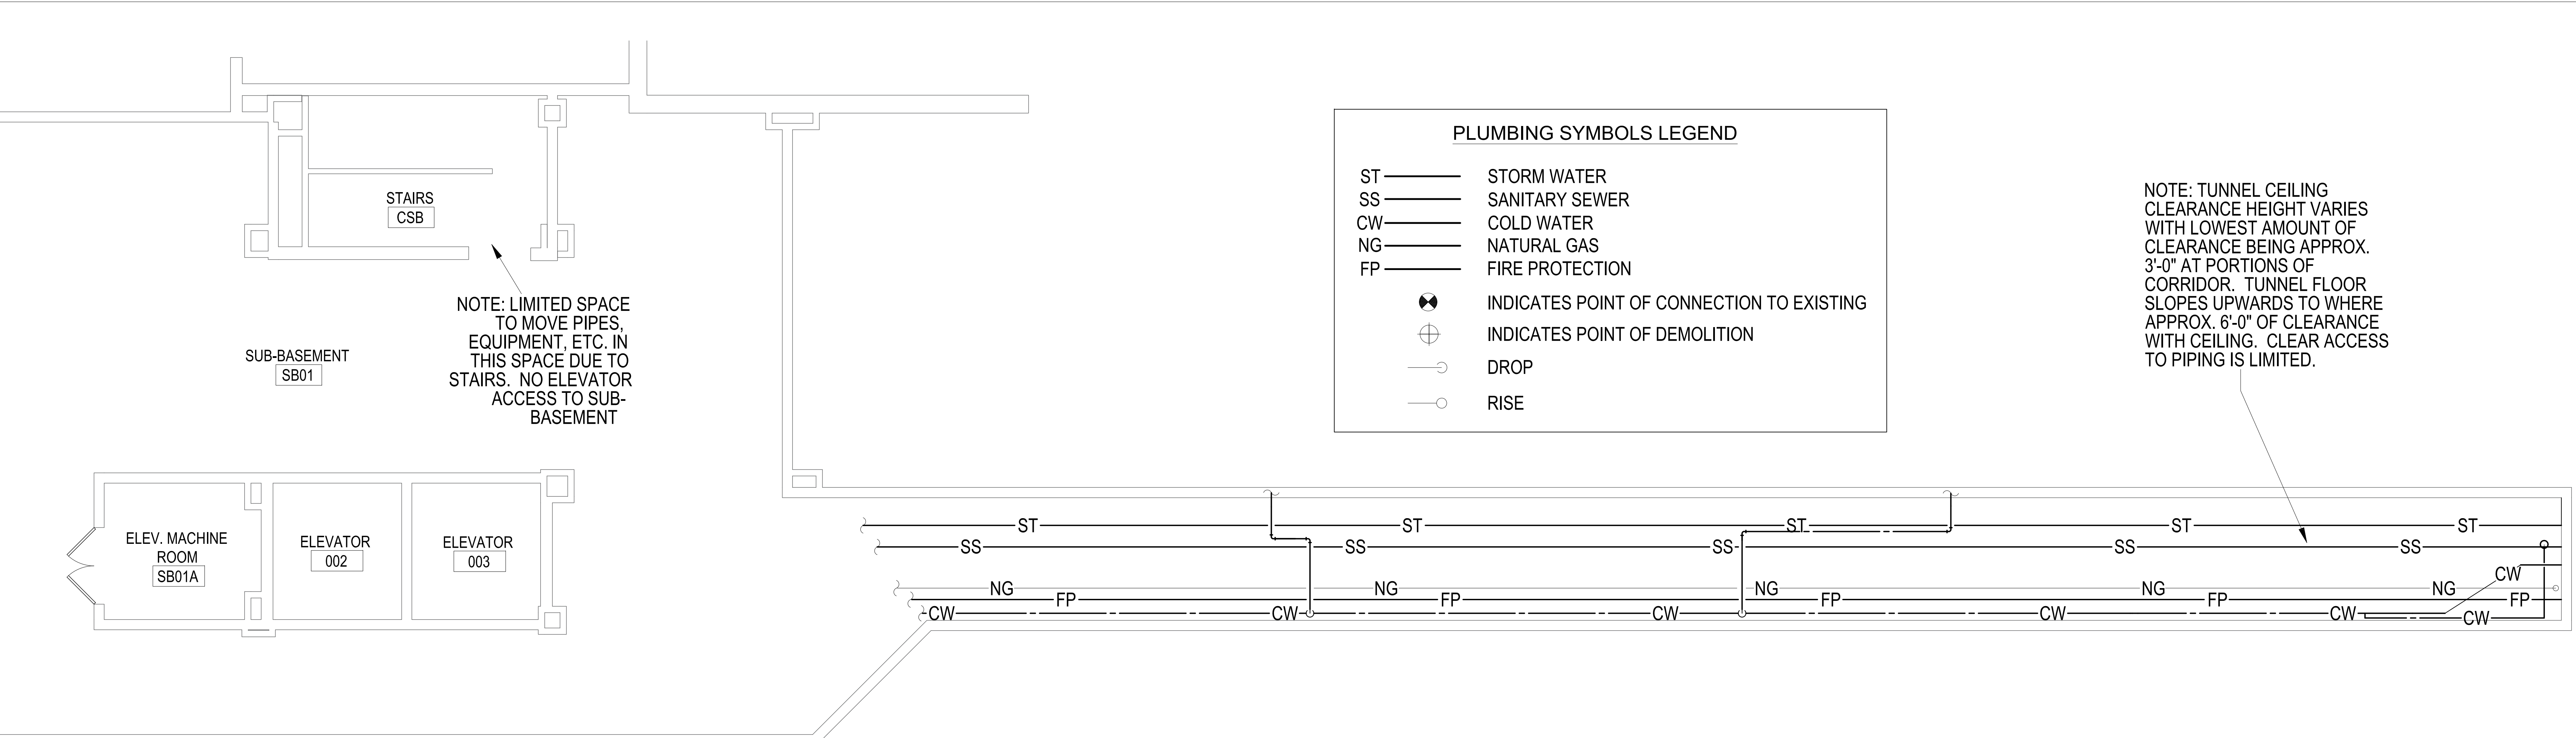 STAIRS
CSB
NOTE: LIMITED SPACE
TO MOVE PIPES,
EQUIPMENT, ETC. IN
THIS SPACE DUE TO
STAIRS.  NO ELEVATOR
ACCESS TO SUB-
BASEMENT
SUB-BASEMENT
SB01
ELEV. MACHINE
ROOM
SB01A
ELEVATOR
002
ELEVATOR
003
PLUMBING SYMBOLS LEGEND
ST STORM WATER
SS SANITARY SEWER
CW COLD WATER
NG NATURAL GAS
FP FIRE PROTECTION
INDICATES POINT OF CONNECTION TO EXISTING
INDICATES POINT OF DEMOLITION
DROP
RISE
NOTE: TUNNEL CEILING
CLEARANCE HEIGHT VARIES
WITH LOWEST AMOUNT OF
CLEARANCE BEING APPROX.
3'-0" AT PORTIONS OF
CORRIDOR.  TUNNEL FLOOR
SLOPES UPWARDS TO WHERE
APPROX. 6'-0" OF CLEARANCE
WITH CEILING.  CLEAR ACCESS
TO PIPING IS LIMITED.
ST ST ST ST ST
SS SS SS SS SS
CW
NG NG NG NG NG
FP FP FP FP FP
CW CW CW CW CW
CW